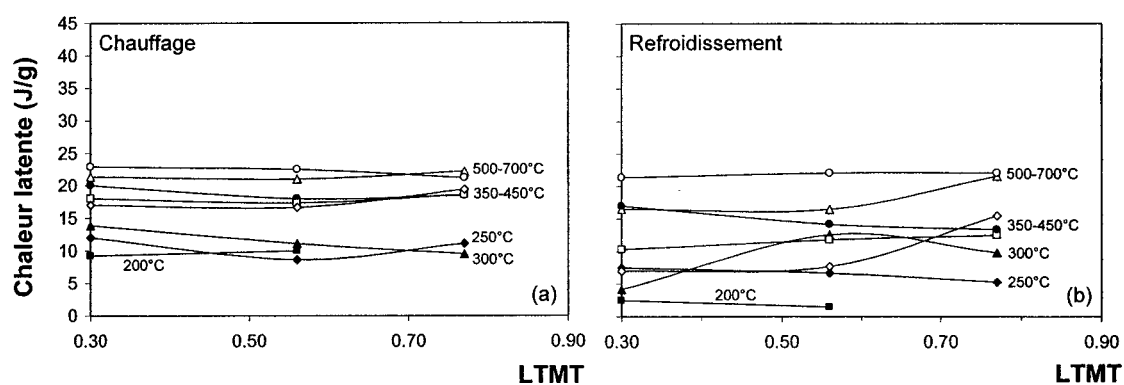 Chaleur latente (J/g)
45
40
35
30
25
20
15
10
5
0
Chauffage
500-700°C
350-450°C
250°C
300°C
200°C
(a)
0.30
0.50
0.70
0.90
LTMT
Refroidissement
500-700°C
350-450°C
300°C
250°C
200°C
(b)
0.30
0.50
0.70
0.90
LTMT